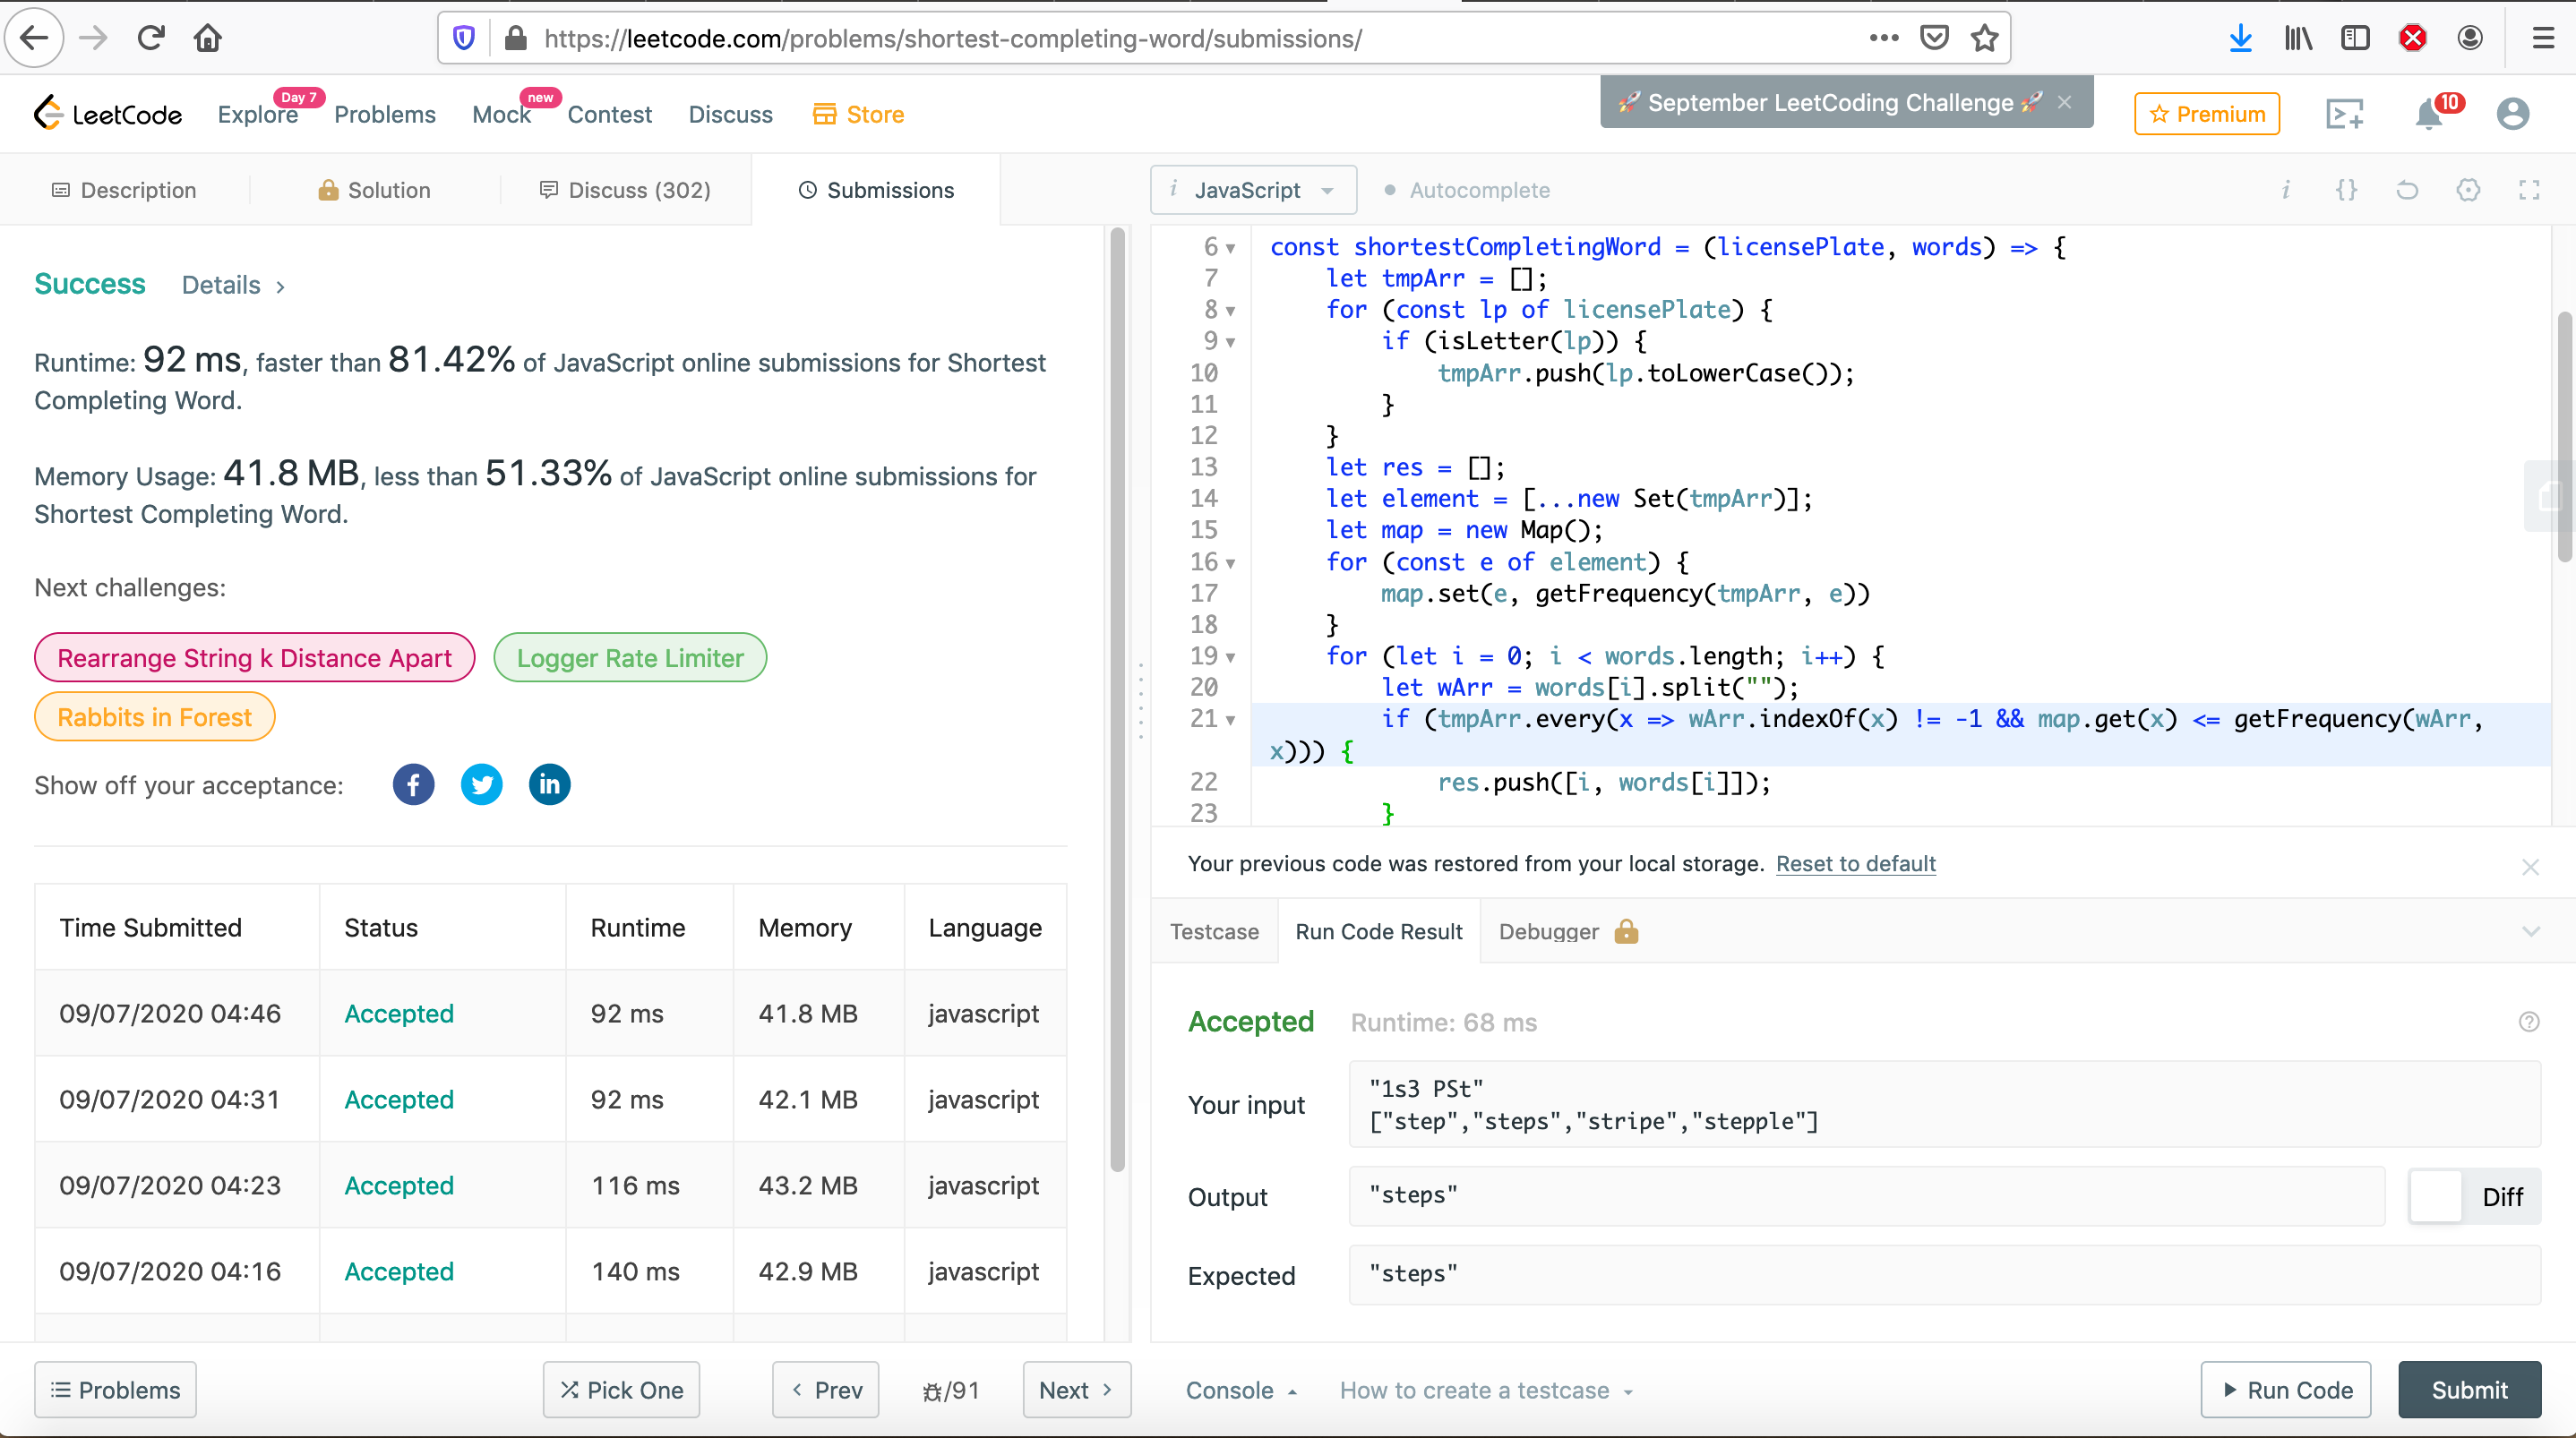 https://leetcode.com/problems/shortest-completing-word/submissions/
LeetCode
Explore
Day 7
Problems
Mock
new
Contest
Discuss
Store
🚀 September LeetCoding Challenge 🚀
Premium
10
Description
Solution
Discuss (302)
Submissions
i JavaScript
Autocomplete
Success Details
Runtime: 92 ms, faster than 81.42% of JavaScript online submissions for Shortest
Completing Word.
Memory Usage: 41.8 MB, less than 51.33% of JavaScript online submissions for
Shortest Completing Word.
Next challenges:
Rearrange String k Distance Apart
Logger Rate Limiter
Rabbits in Forest
Show off your acceptance:
Time Submitted Status Runtime Memory Language
09/07/2020 04:46 Accepted 92 ms 41.8 MB javascript
09/07/2020 04:31 Accepted 92 ms 42.1 MB javascript
09/07/2020 04:23 Accepted 116 ms 43.2 MB javascript
09/07/2020 04:16 Accepted 140 ms 42.9 MB javascript
Problems
Pick One
Prev
/91
Next
6 const shortestCompletingWord = (licensePlate, words) => {
7 let tmpArr = [];
8 for (const lp of licensePlate) {
9 if (isLetter(lp)) {
10 tmpArr.push(lp.toLowerCase());
11 }
12 }
13 let res = [];
14 let element = [...new Set(tmpArr)];
15 let map = new Map();
16 for (const e of element) {
17 map.set(e, getFrequency(tmpArr, e))
18 }
19 for (let i = 0; i < words.length; i++) {
20 let wArr = words[i].split("");
21 if (tmpArr.every(x => wArr.indexOf(x) != -1 && map.get(x) <= getFrequency(wArr,
x))) {
22 res.push([i, words[i]]);
23 }
Your previous code was restored from your local storage. Reset to default
Testcase
Run Code Result
Debugger
Accepted Runtime: 68 ms
Your input
"1s3 PSt"
["step","steps","stripe","stepple"]
Output
"steps"
Diff
Expected
"steps"
Console
How to create a testcase
Run Code
Submit